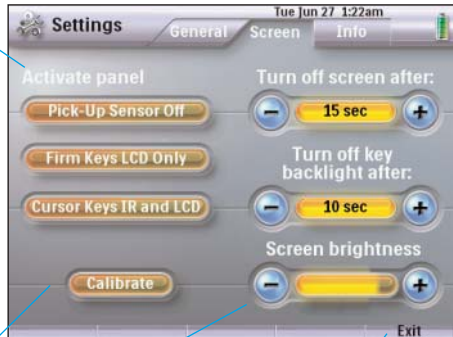 Tue Jun 27 1:22am
Settings
General
Screen
Info
Activate panel
Pick-Up Sensor Off
Firm Keys LCD Only
Cursor Keys IR and LCD
Calibrate
Turn off screen after:
15 sec
Turn off key
backlight after:
10 sec
Screen brightness
Exit